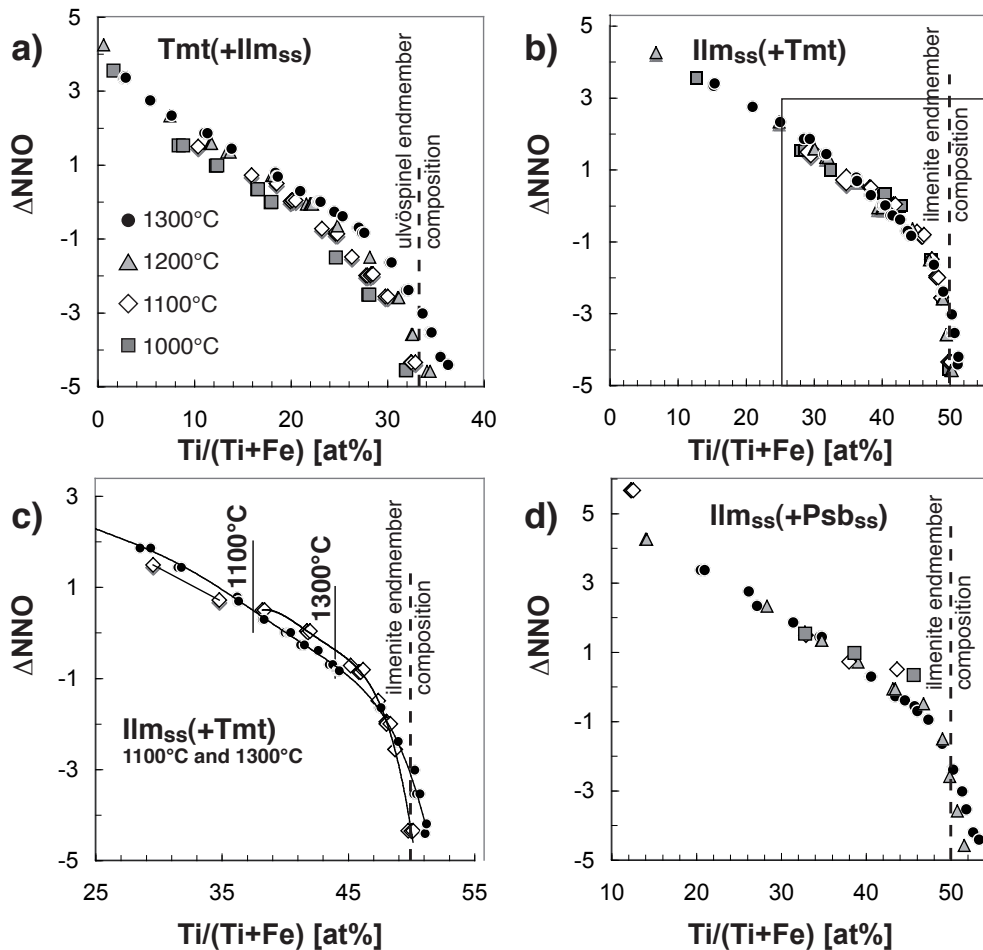 a)
Tmt(+Ilmss)
5
3
1
-1
-3
-5
ΔNNO
1300°C
1200°C
1100°C
1000°C
ulvöspinel endmember
composition
0 10 20 30 40
Ti/(Ti+Fe) [at%]
b)
Ilmss(+Tmt)
5
3
1
-1
-3
-5
ΔNNO
ilmenite endmember
composition
0 10 20 30 40 50
Ti/(Ti+Fe) [at%]
c)
3
1
-1
-3
-5
ΔNNO
1100°C
1300°C
ilmenite endmember
composition
Ilmss(+Tmt)
1100°C and 1300°C
25 35 45 55
Ti/(Ti+Fe) [at%]
d)
Ilmss(+Psbss)
5
3
1
-1
-3
-5
ΔNNO
ilmenite endmember
composition
10 20 30 40 50
Ti/(Ti+Fe) [at%]